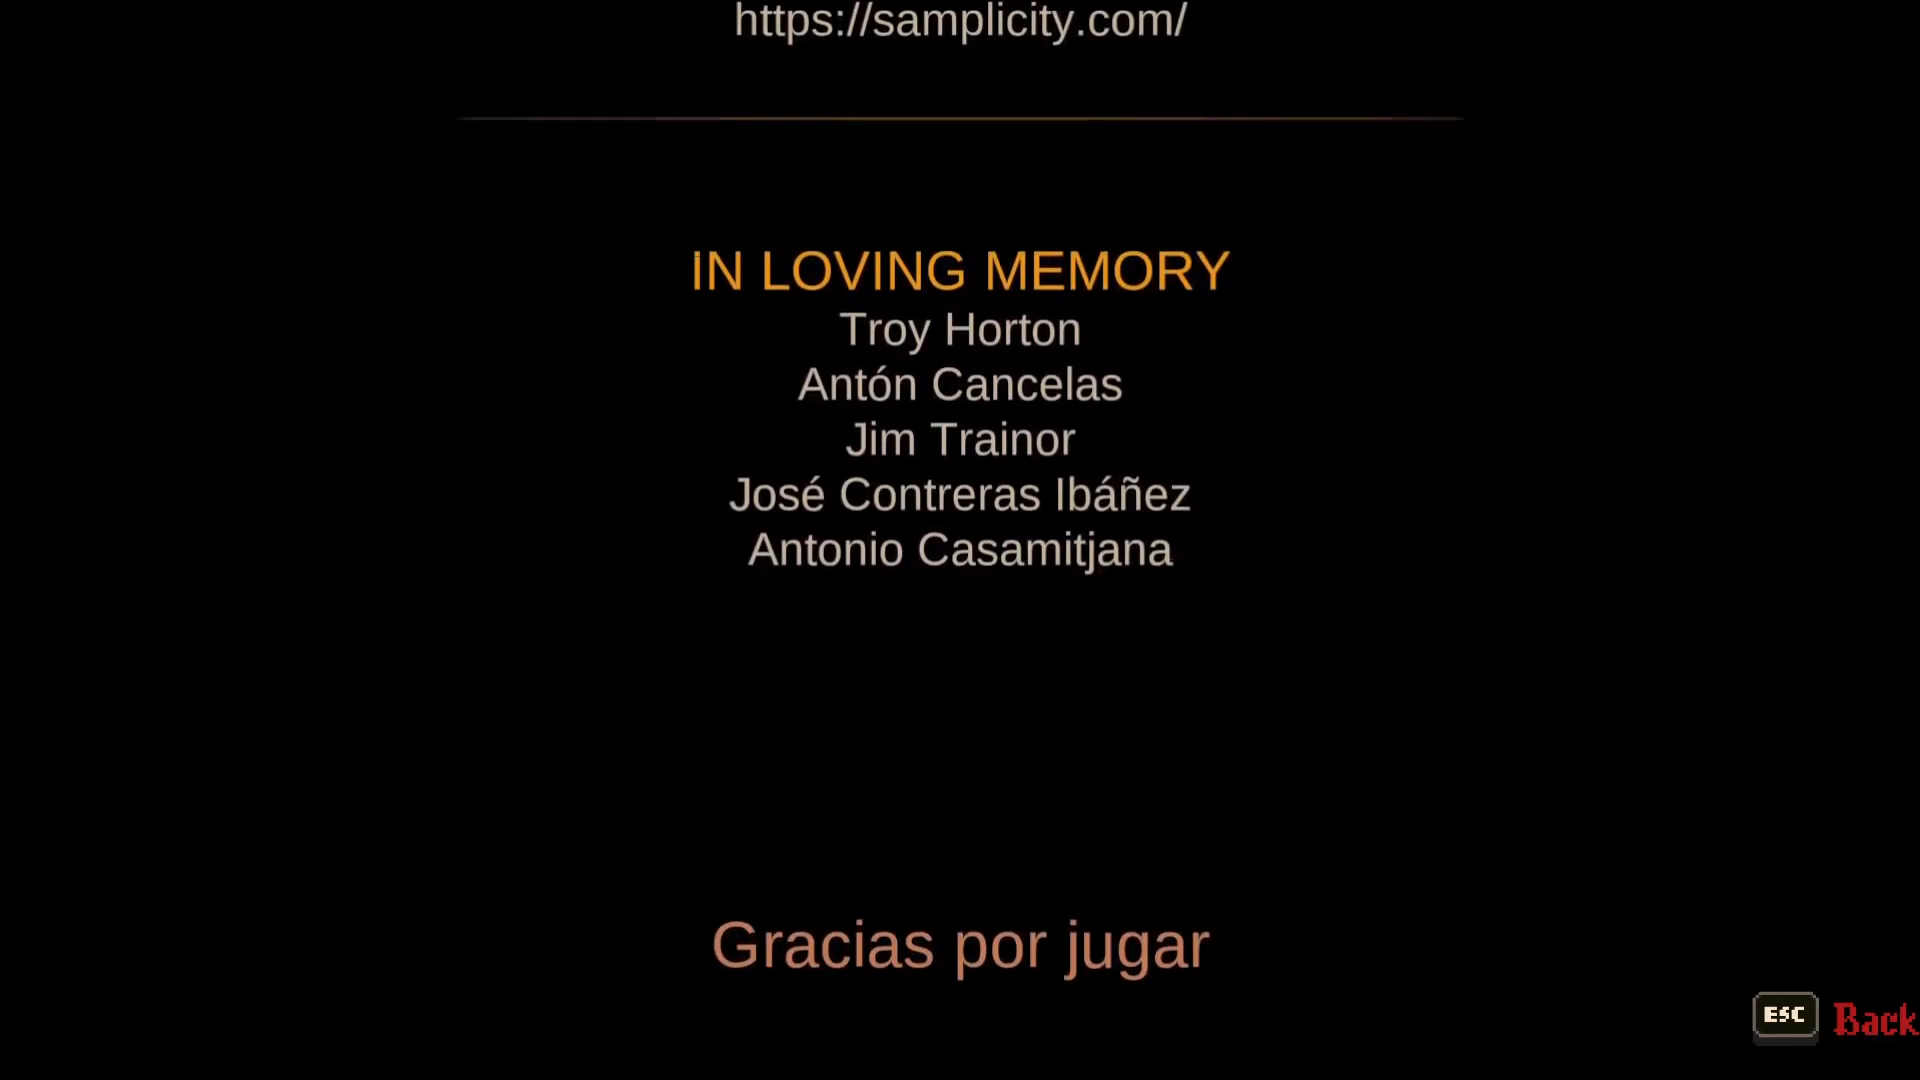 https://samplicity.com/
IN LOVING MEMORY
Troy Horton
Antón Cancelas
Jim Trainor
José Contreras Ibáñez
Antonio Casamitjana
Gracias por jugar
ESC Back